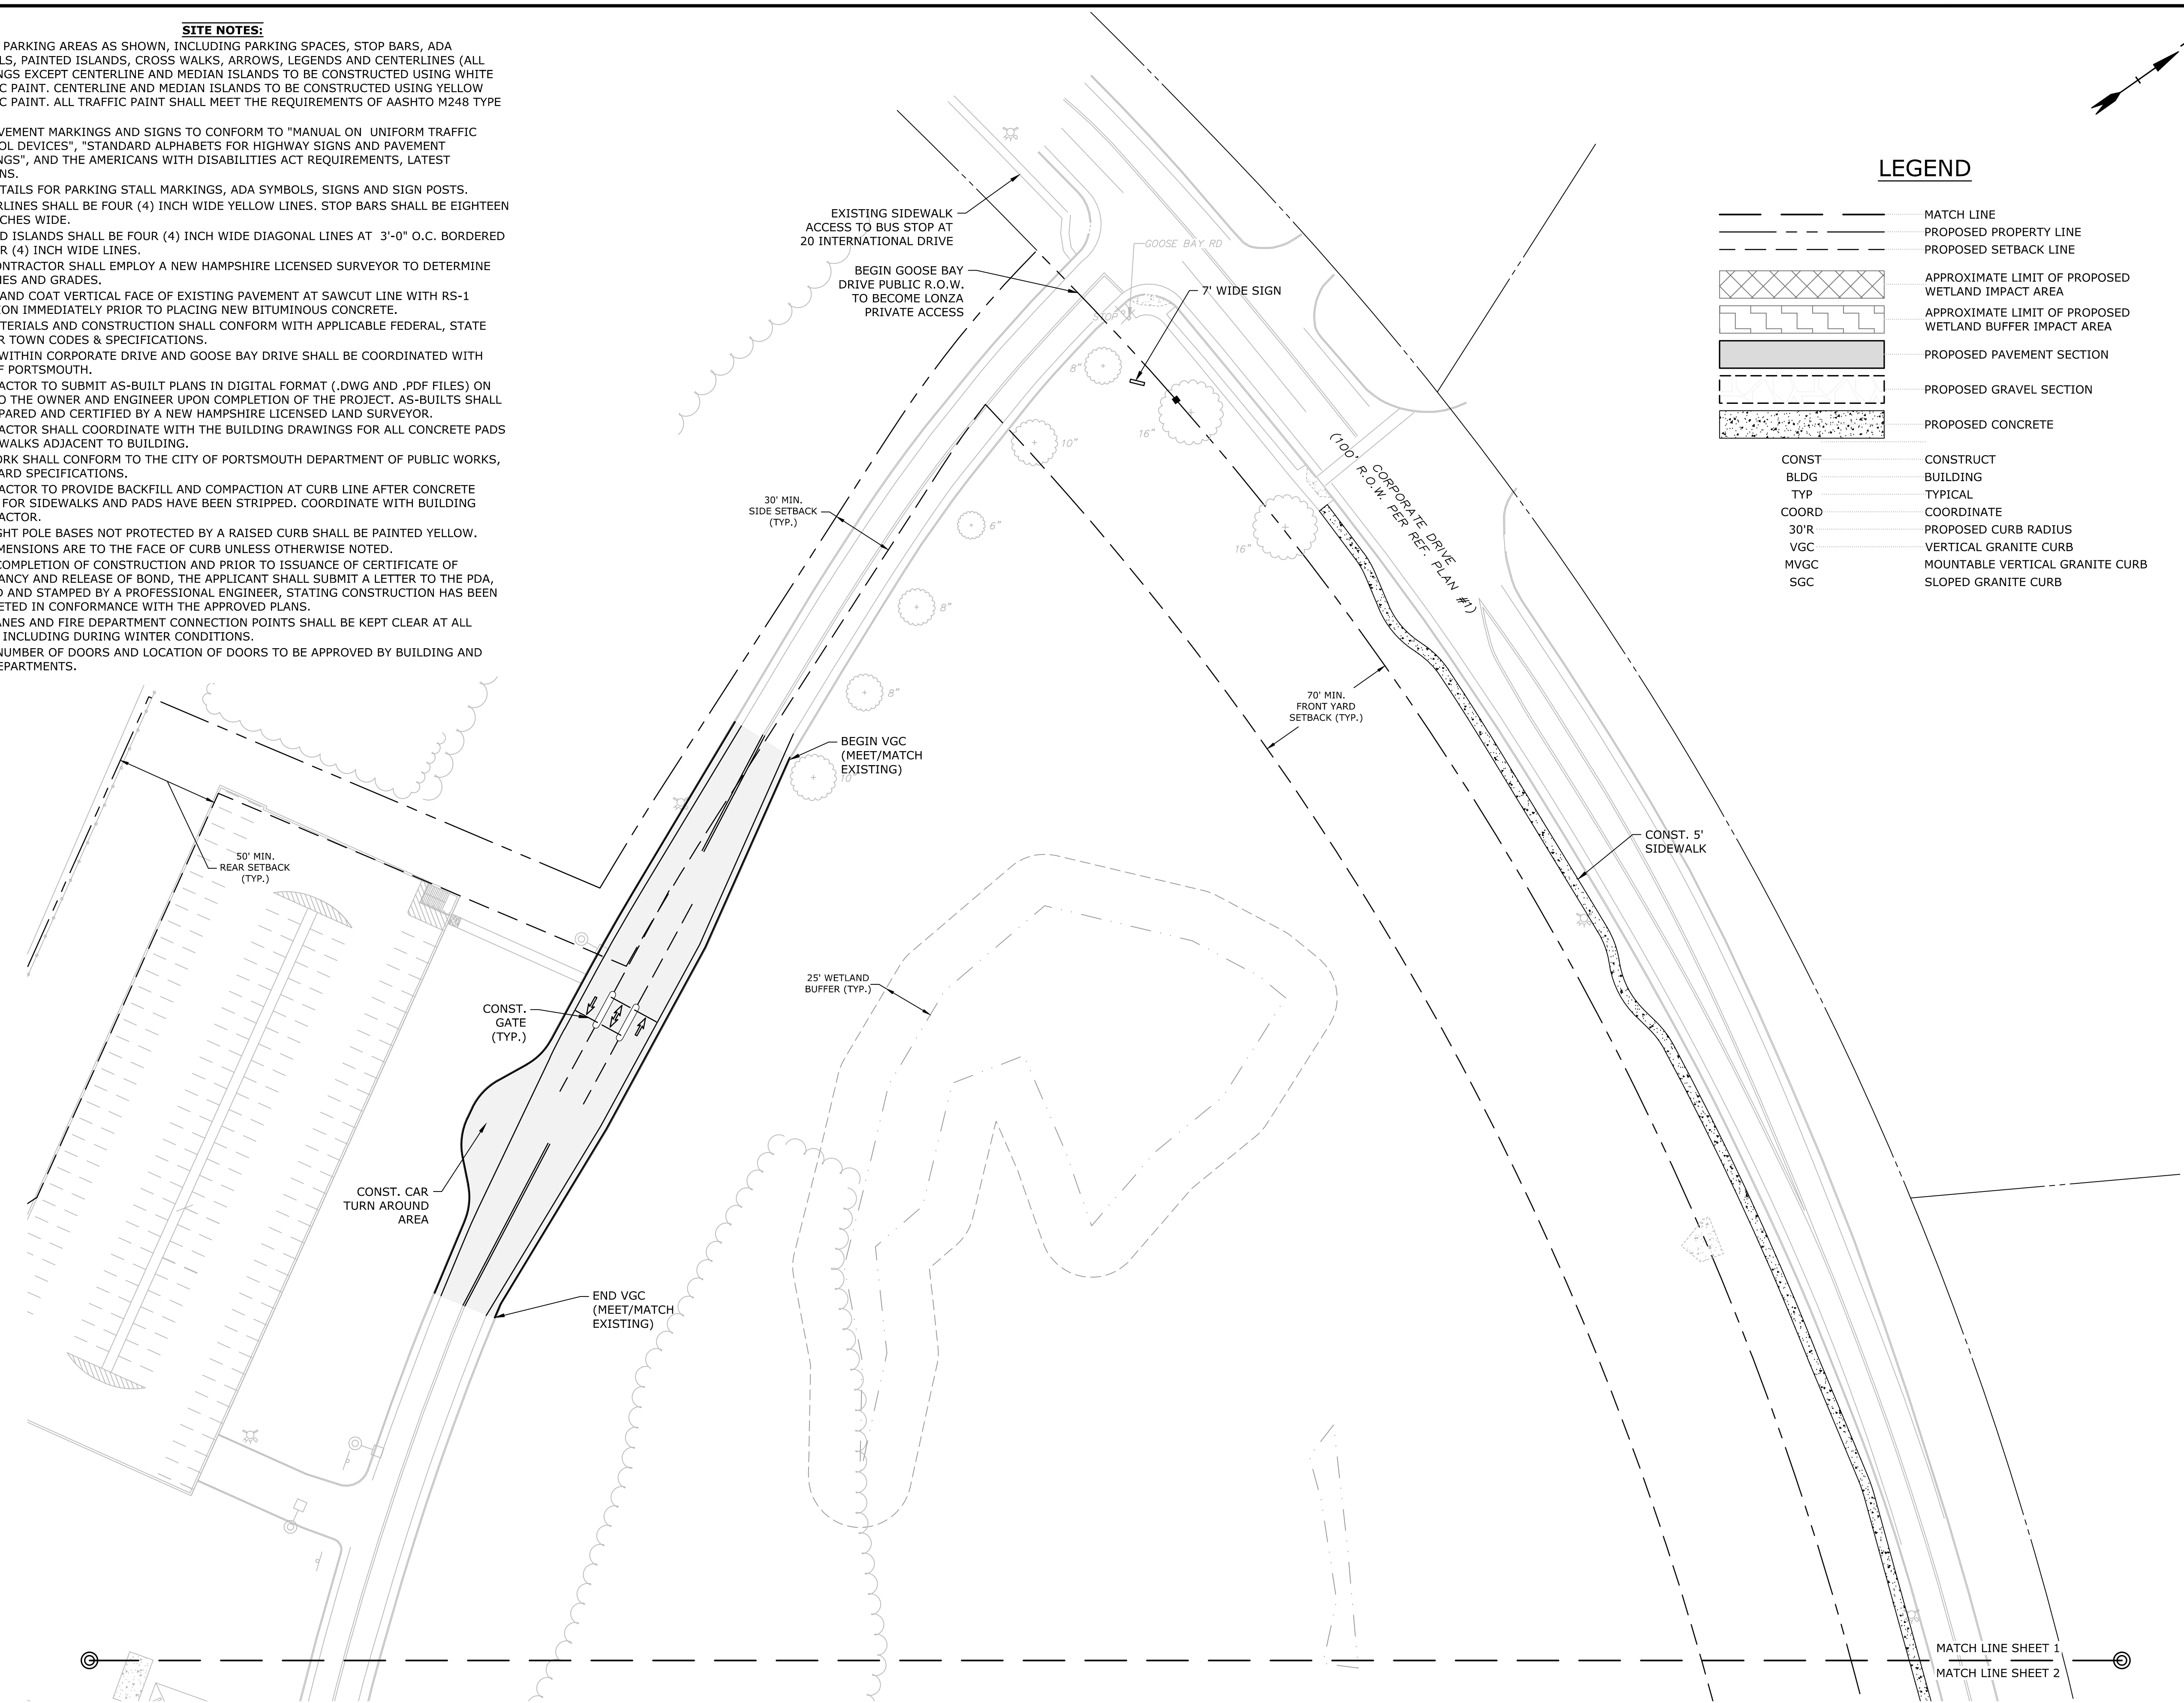 SITE NOTES:
PARKING AREAS AS SHOWN, INCLUDING PARKING SPACES, STOP BARS, ADA
LS, PAINTED ISLANDS, CROSS WALKS, ARROWS, LEGENDS AND CENTERLINES (ALL
NGS EXCEPT CENTERLINE AND MEDIAN ISLANDS TO BE CONSTRUCTED USING WHITE
C PAINT. CENTERLINE AND MEDIAN ISLANDS TO BE CONSTRUCTED USING YELLOW
C PAINT. ALL TRAFFIC PAINT SHALL MEET THE REQUIREMENTS OF AASHTO M248 TYPE
VEMENT MARKINGS AND SIGNS TO CONFORM TO "MANUAL ON UNIFORM TRAFFIC
OL DEVICES", "STANDARD ALPHABETS FOR HIGHWAY SIGNS AND PAVEMENT
NGS", AND THE AMERICANS WITH DISABILITIES ACT REQUIREMENTS, LATEST
NS.
TAILS FOR PARKING STALL MARKINGS, ADA SYMBOLS, SIGNS AND SIGN POSTS.
RLINES SHALL BE FOUR (4) INCH WIDE YELLOW LINES. STOP BARS SHALL BE EIGHTEEN
CHES WIDE.
D ISLANDS SHALL BE FOUR (4) INCH WIDE DIAGONAL LINES AT 3'-0" O.C. BORDERED
R (4) INCH WIDE LINES.
ONTRACTOR SHALL EMPLOY A NEW HAMPSHIRE LICENSED SURVEYOR TO DETERMINE
NES AND GRADES.
AND COAT VERTICAL FACE OF EXISTING PAVEMENT AT SAWCUT LINE WITH RS-1
ION IMMEDIATELY PRIOR TO PLACING NEW BITUMINOUS CONCRETE.
TERIALS AND CONSTRUCTION SHALL CONFORM WITH APPLICABLE FEDERAL, STATE
R TOWN CODES & SPECIFICATIONS.
WITHIN CORPORATE DRIVE AND GOOSE BAY DRIVE SHALL BE COORDINATED WITH
F PORTSMOUTH.
ACTOR TO SUBMIT AS-BUILT PLANS IN DIGITAL FORMAT (.DWG AND .PDF FILES) ON
O THE OWNER AND ENGINEER UPON COMPLETION OF THE PROJECT. AS-BUILTS SHALL
PARED AND CERTIFIED BY A NEW HAMPSHIRE LICENSED LAND SURVEYOR.
ACTOR SHALL COORDINATE WITH THE BUILDING DRAWINGS FOR ALL CONCRETE PADS
WALKS ADJACENT TO BUILDING.
ORK SHALL CONFORM TO THE CITY OF PORTSMOUTH DEPARTMENT OF PUBLIC WORKS,
ARD SPECIFICATIONS.
ACTOR TO PROVIDE BACKFILL AND COMPACTION AT CURB LINE AFTER CONCRETE
FOR SIDEWALKS AND PADS HAVE BEEN STRIPPED. COORDINATE WITH BUILDING
ACTOR.
GHT POLE BASES NOT PROTECTED BY A RAISED CURB SHALL BE PAINTED YELLOW.
MENSIONS ARE TO THE FACE OF CURB UNLESS OTHERWISE NOTED.
COMPLETION OF CONSTRUCTION AND PRIOR TO ISSUANCE OF CERTIFICATE OF
ANCY AND RELEASE OF BOND, THE APPLICANT SHALL SUBMIT A LETTER TO THE PDA,
D AND STAMPED BY A PROFESSIONAL ENGINEER, STATING CONSTRUCTION HAS BEEN
ETED IN CONFORMANCE WITH THE APPROVED PLANS.
ANES AND FIRE DEPARTMENT CONNECTION POINTS SHALL BE KEPT CLEAR AT ALL
INCLUDING DURING WINTER CONDITIONS.
NUMBER OF DOORS AND LOCATION OF DOORS TO BE APPROVED BY BUILDING AND
EPARTMENTS.
LEGEND
MATCH LINE
PROPOSED PROPERTY LINE
PROPOSED SETBACK LINE
APPROXIMATE LIMIT OF PROPOSED
WETLAND IMPACT AREA
APPROXIMATE LIMIT OF PROPOSED
WETLAND BUFFER IMPACT AREA
PROPOSED PAVEMENT SECTION
PROPOSED GRAVEL SECTION
PROPOSED CONCRETE
CONST CONSTRUCT
BLDG BUILDING
TYP TYPICAL
COORD COORDINATE
30'R PROPOSED CURB RADIUS
VGC VERTICAL GRANITE CURB
MVGC MOUNTABLE VERTICAL GRANITE CURB
SGC SLOPED GRANITE CURB
EXISTING SIDEWALK
ACCESS TO BUS STOP AT
20 INTERNATIONAL DRIVE
GOOSE BAY RD
BEGIN GOOSE BAY
DRIVE PUBLIC R.O.W.
TO BECOME LONZA
PRIVATE ACCESS
7' WIDE SIGN
STOP
8"
16"
10"
CORPORATE DRIVE
(100' R.O.W. PER REF. PLAN #1)
30' MIN.
SIDE SETBACK
(TYP.)
6"
16"
8"
8"
70' MIN.
FRONT YARD
SETBACK (TYP.)
BEGIN VGC
(MEET/MATCH
EXISTING)
10"
CONST. 5'
SIDEWALK
50' MIN.
REAR SETBACK
(TYP.)
25' WETLAND
BUFFER (TYP.)
CONST.
GATE
(TYP.)
CONST. CAR
TURN AROUND
AREA
END VGC
(MEET/MATCH
EXISTING)
MATCH LINE SHEET 1
MATCH LINE SHEET 2